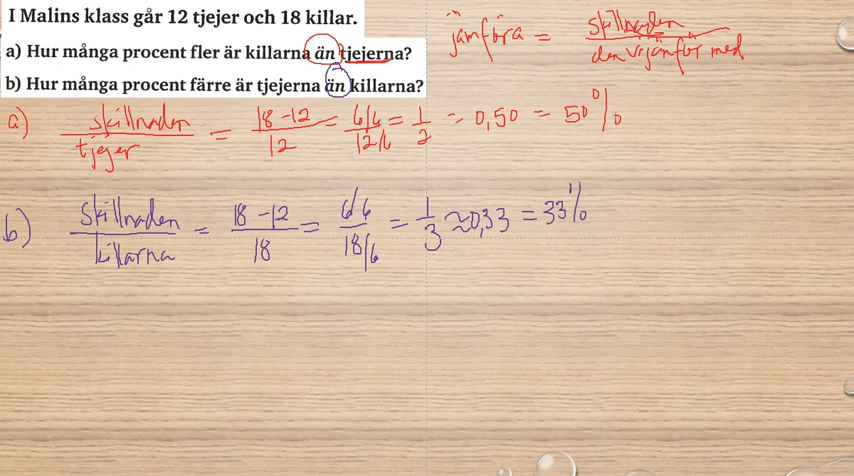 I Malins klass går 12 tjejer och 18 killar.
a) Hur många procent fler är killarna än tjejerna?
b) Hur många procent färre är tjejerna än killarna?
jämföra = skillnaden / den vi jämför med
a) skillnaden / tjejer = 18-12 / 12 = 6/6 / 12/6 = 1/2 = 0,50 = 50%
b) skillnaden / killarna = 18-12 / 18 = 6/6 / 18/6 = 1/3 ≈ 0,33 = 33%